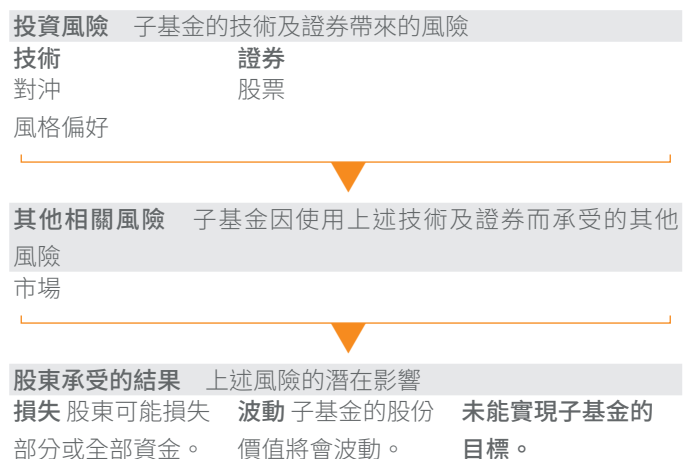 投資風險 子基金的技術及證券帶來的風險
技術 證券
對沖 股票
風格偏好
其他相關風險 子基金因使用上述技術及證券而承受的其他
風險
市場
股東承受的結果 上述風險的潛在影響
損失 股東可能損失 波動 子基金的股份 未能實現子基金的
部分或全部資金。 價值將會波動。 目標。